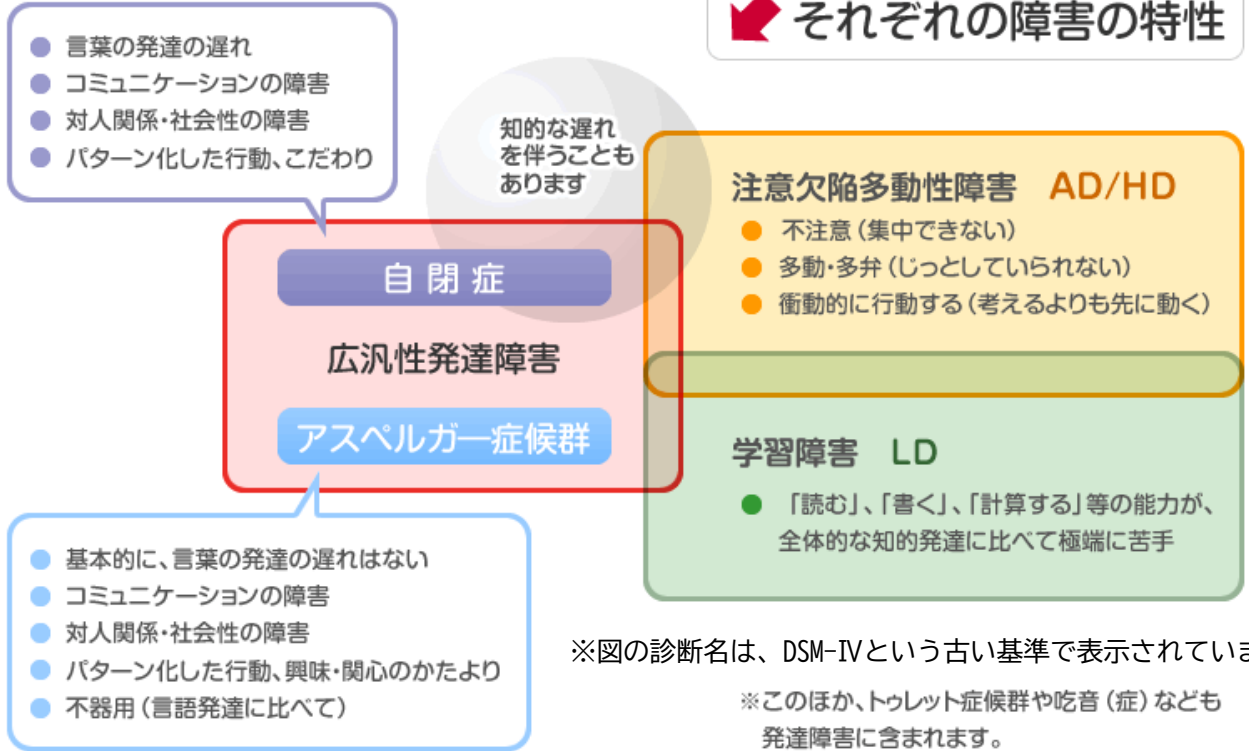 それぞれの障害の特性
言葉の発達の遅れ
コミュニケーションの障害
対人関係・社会性の障害
パターン化した行動、こだわり
知的な遅れ
を伴うことも
あります
注意欠陥多動性障害 AD/HD
不注意(集中できない)
多動・多弁(じっとしていられない)
衝動的に行動する(考えるよりも先に動く)
自閉症
広汎性発達障害
アスペルガー症候群
学習障害 LD
「読む」、「書く」、「計算する」等の能力が、
全体的な知的発達に比べて極端に苦手
基本的に、言葉の発達の遅れはない
コミュニケーションの障害
対人関係・社会性の障害
パターン化した行動、興味・関心のかたより
不器用(言語発達に比べて)
※図の診断名は、DSM-Ⅳという古い基準で表示されていま
※このほか、トゥレット症候群や吃音(症)なども
発達障害に含まれます。